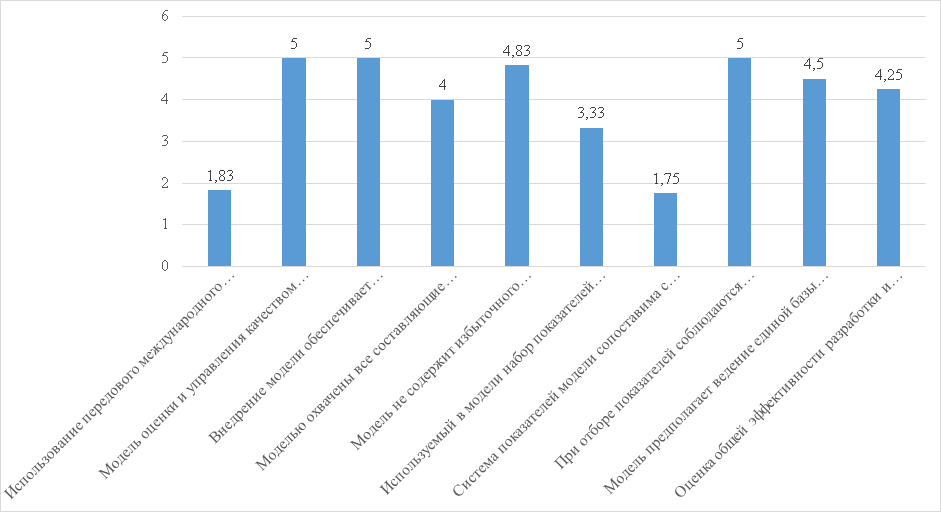 6
5
4
3
2
1
0
1,83
5
5
4
4,83
3,33
1,75
5
4,5
4,25
Использование передового международного…
Модель оценки и управления качеством…
Внедрение модели обеспечивает…
Моделью охвачены все составляющие…
Модель не содержит избыточного…
Используемый в модели набор показателей…
Система показателей модели сопоставима с…
При отборе показателей соблюдаются…
Модель предполагает ведение единой базы…
Оценка общей эффективности разработки и…